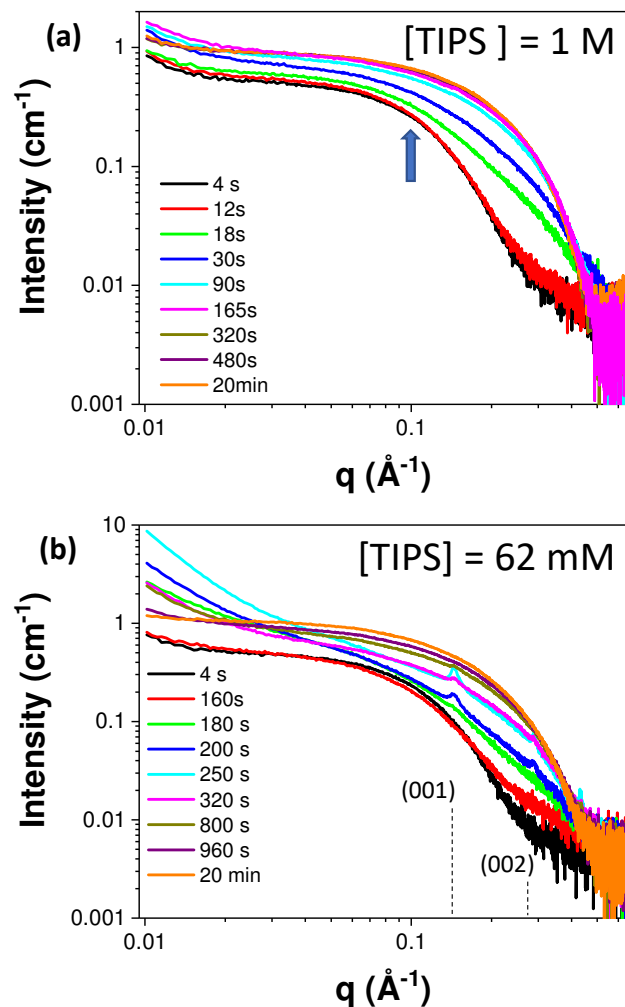 (a)
[TIPS ] = 1 M
Intensity (cm⁻¹)
1
0.1
0.01
0.001
4 s
12s
18s
30s
90s
165s
320s
480s
20min
0.01
0.1
q (Å⁻¹)
(b)
[TIPS] = 62 mM
Intensity (cm⁻¹)
10
1
0.1
0.01
0.001
4 s
160s
180 s
200 s
250 s
320 s
800 s
960 s
20 min
(001)
(002)
0.01
0.1
q (Å⁻¹)